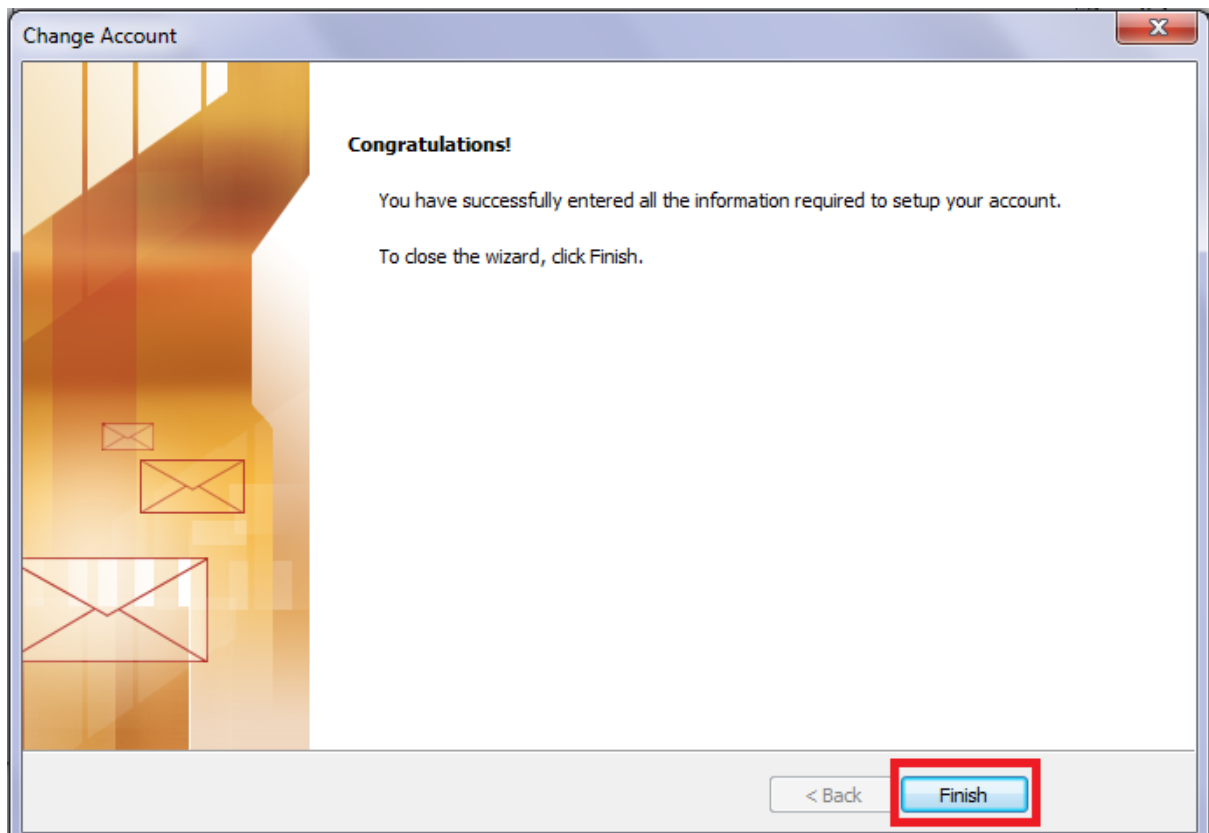 Change Account
Congratulations!
You have successfully entered all the information required to setup your account.
To close the wizard, click Finish.
< Back
Finish